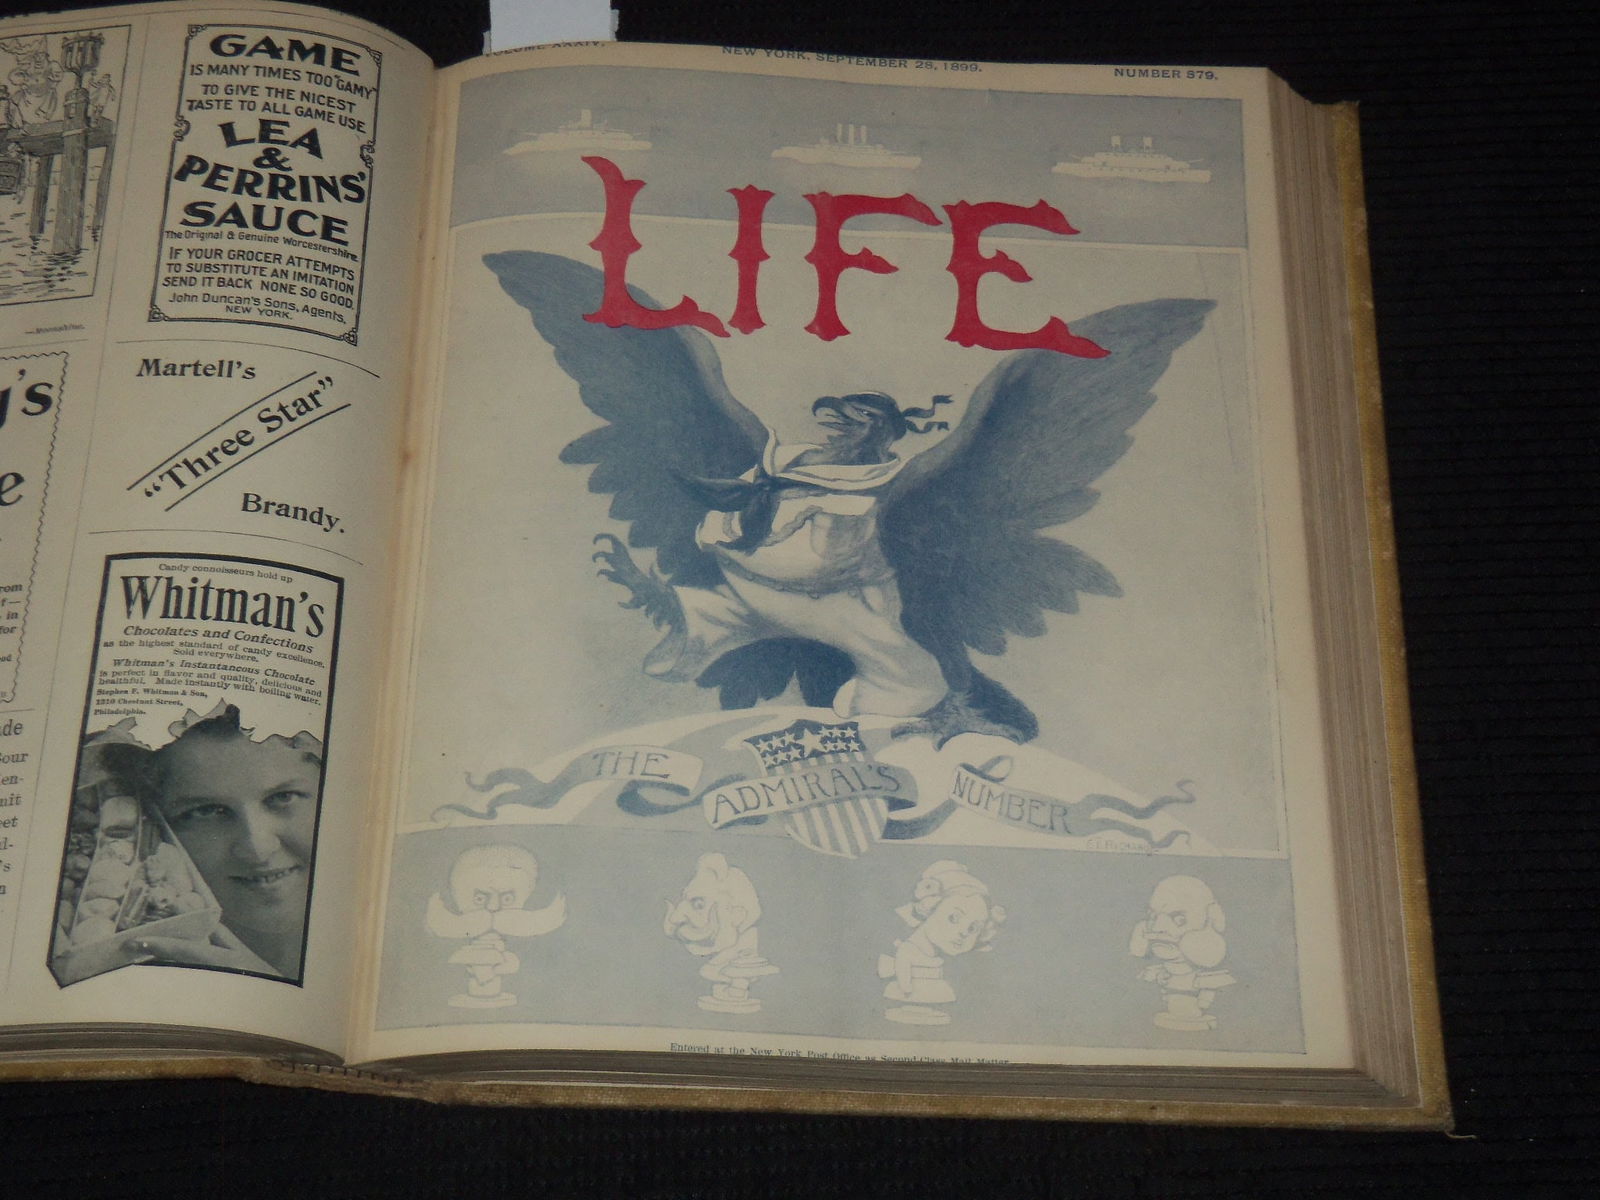 GAME
IS MANY TIMES TOO "GAMY"
TO GIVE THE NICEST
TASTE TO ALL GAME USE
LEA
&
PERRINS'
SAUCE
The Original & Genuine Worcestershire
IF YOUR GROCER ATTEMPTS
TO SUBSTITUTE AN IMITATION
SEND IT BACK NONE SO GOOD.
John Duncan's Sons, Agents,
NEW YORK.
—Moonshine.
Martell's
"Three Star"
Brandy.
Candy connoisseurs hold up
Whitman's
Chocolates and Confections
as the highest standard of candy excellence.
Sold everywhere.
Whitman's Instantaneous Chocolate
is perfect in flavor and quality, delicious and
healthful. Made instantly with boiling water.
Stephen F. Whitman & Son,
1310 Chestnut Street,
Philadelphia.
VOLUME XXXIV.
NEW YORK, SEPTEMBER 28, 1899.
NUMBER 879.
LIFE
THE
ADMIRAL'S
NUMBER
Entered at the New York Post Office as Second-Class Mail Matter